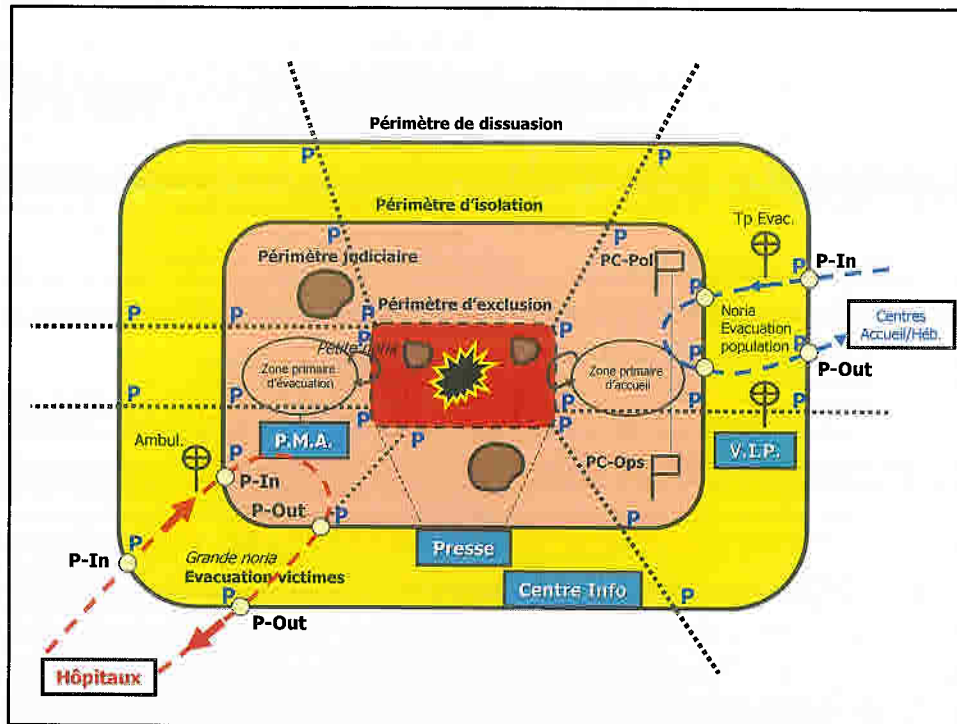 Périmètre de dissuasion
P
P
Périmètre d'isolation
Tp Evac.
P
P
Périmètre judiciaire
PC-Pol
P
P-In
P
Périmètre d'exclusion
P
P
P
P
Noria
Evacuation
population
Centres
Accueil/Héb.
Petite noria
P
P
P
P
Zone primaire
d'évacuation
Zone primaire
d'accueil
P-Out
P
P
P
P
P
P
Ambul.
P
P.M.A.
P
P
V.I.P.
P-In
PC-Ops
P
P-Out
P
P
P
Presse
P-In
Grande noria
Evacuation victimes
Centre Info
P
P
P-Out
Hôpitaux